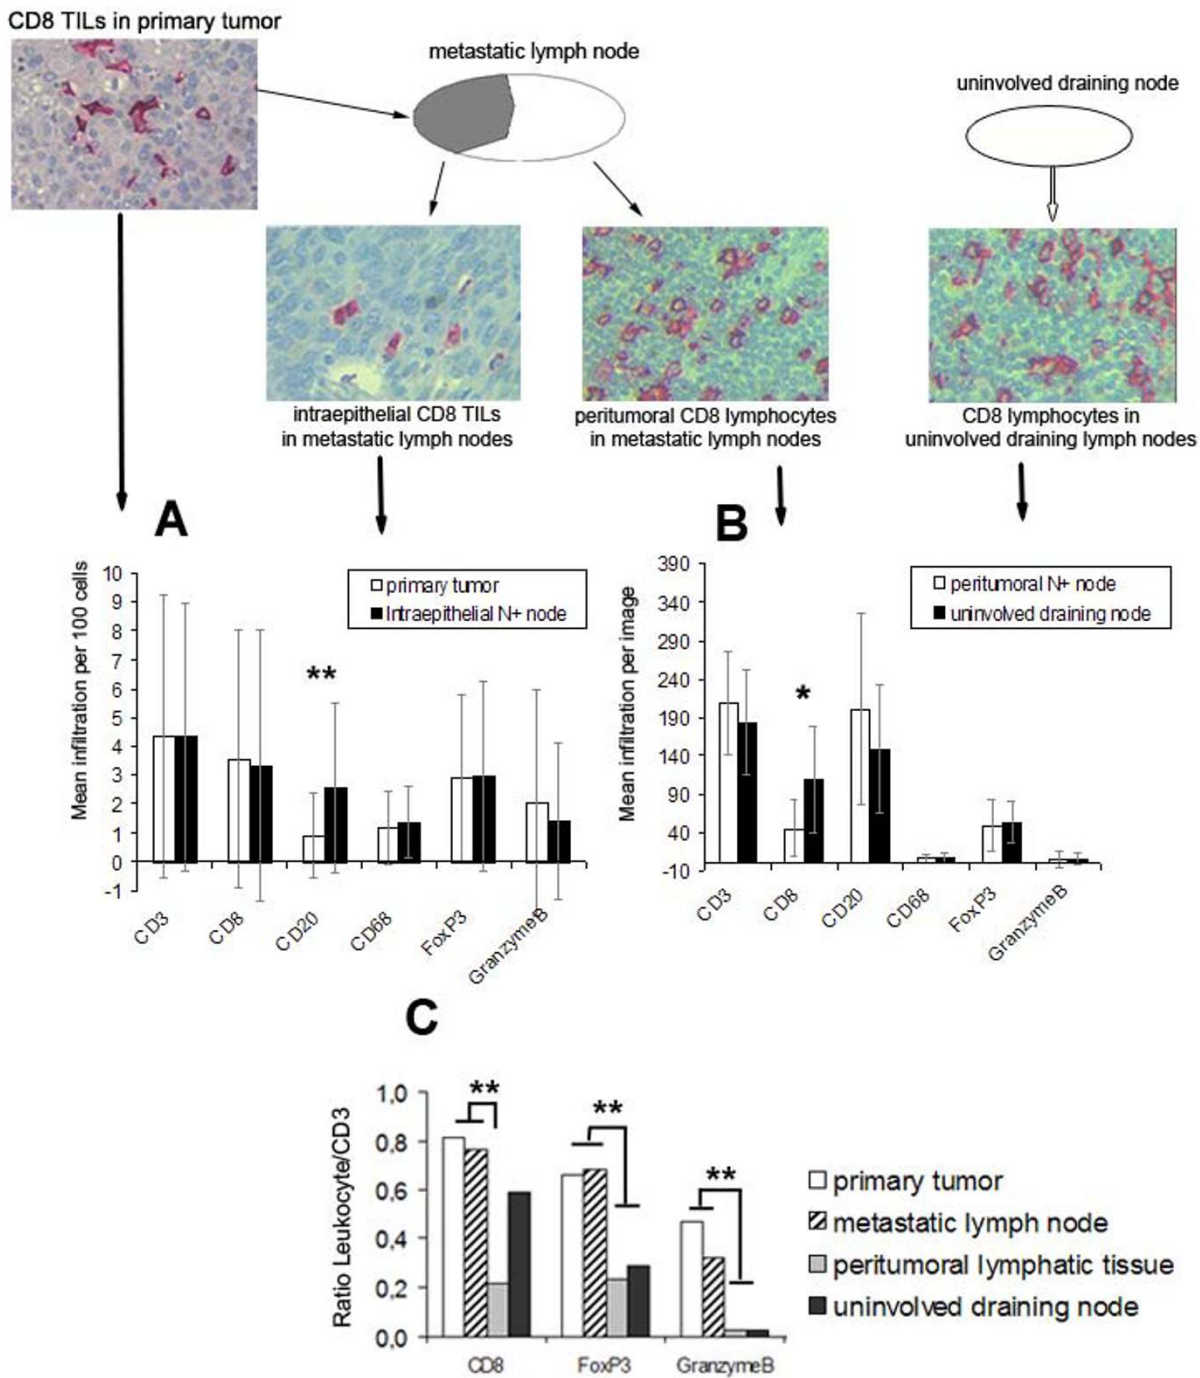 CD8 TILs in primary tumor
metastatic lymph node
uninvolved draining node
intraepithelial CD8 TILs
in metastatic lymph nodes
peritumoral CD8 lymphocytes
in metastatic lymph nodes
CD8 lymphocytes in
uninvolved draining lymph nodes
A
Mean infiltration per 100 cells
10
9
8
7
6
5
4
3
2
1
0
-1
primary tumor
Intraepithelial N+ node
**
CD3
CD8
CD20
CD68
FoxP3
GranzymeB
B
Mean infiltration per image
390
340
290
240
190
140
90
40
-10
peritumoral N+ node
uninvolved draining node
*
CD3
CD8
CD20
CD68
FoxP3
GranzymeB
C
Ratio Leukocyte/CD3
1,0
0,8
0,6
0,4
0,2
0,0
**
**
**
CD8
FoxP3
GranzymeB
primary tumor
metastatic lymph node
peritumoral lymphatic tissue
uninvolved draining node